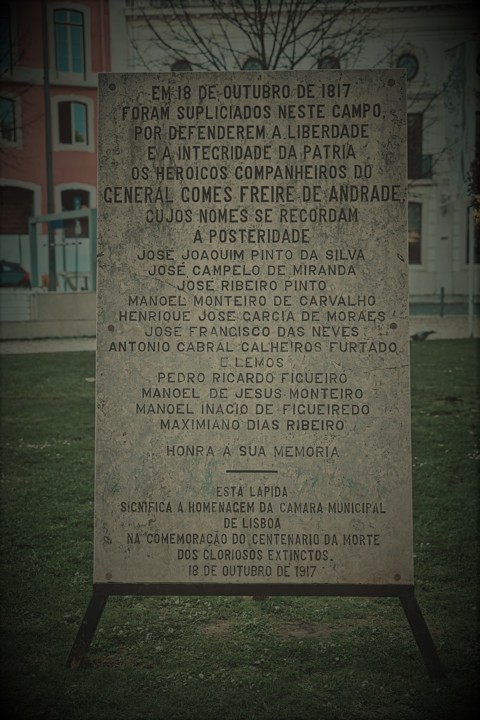 EM 18 DE OUTUBRO DE 1817
FORAM SUPLICIADOS NESTE CAMPO,
POR DEFENDEREM A LIBERDADE
E A INTEGRIDADE DA PATRIA
OS HEROICOS COMPANHEIROS DO
GENERAL GOMES FREIRE DE ANDRADE,
CUJOS NOMES SE RECORDAM
Á POSTERIDADE
JOSÉ JOAQUIM PINTO DA SILVA
JOSÉ CAMPELO DE MIRANDA
JOSE RIBEIRO PINTO
MANOEL MONTEIRO DE CARVALHO
HENRIQUE JOSÉ GARCIA DE MORAES
JOSE FRANCISCO DAS NEVES
ANTONIO CABRAL CALHEIROS FURTADO
E LEMOS
PEDRO RICARDO FIGUEIRO
MANOEL DE JESUS MONTEIRO
MANOEL IGNACIO DE FIGUEIREDO
MAXIMIANO DIAS RIBEIRO
HONRA Á SUA MEMORIA
ESTA LAPIDA
SIGNIFICA A HOMENAGEM DA CAMARA MUNICIPAL
DE LISBOA
NA COMEMORAÇÃO DO CENTENARIO DA MORTE
DOS GLORIOSOS EXTINCTOS.
18 DE OUTUBRO DE 1917